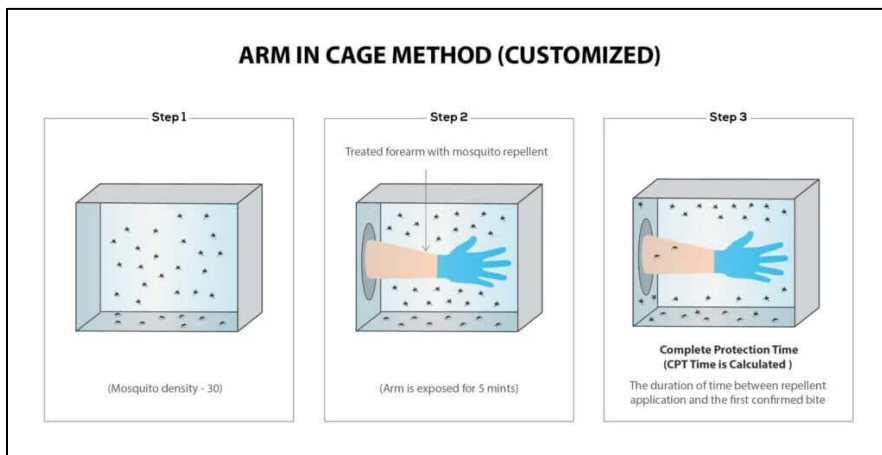 ARM IN CAGE METHOD (CUSTOMIZED)
Step 1
(Mosquito density - 30)
Step 2
Treated forearm with mosquito repellent
(Arm is exposed for 5 mints)
Step 3
Complete Protection Time
(CPT Time is Calculated )
The duration of time between repellent
application and the first confirmed bite